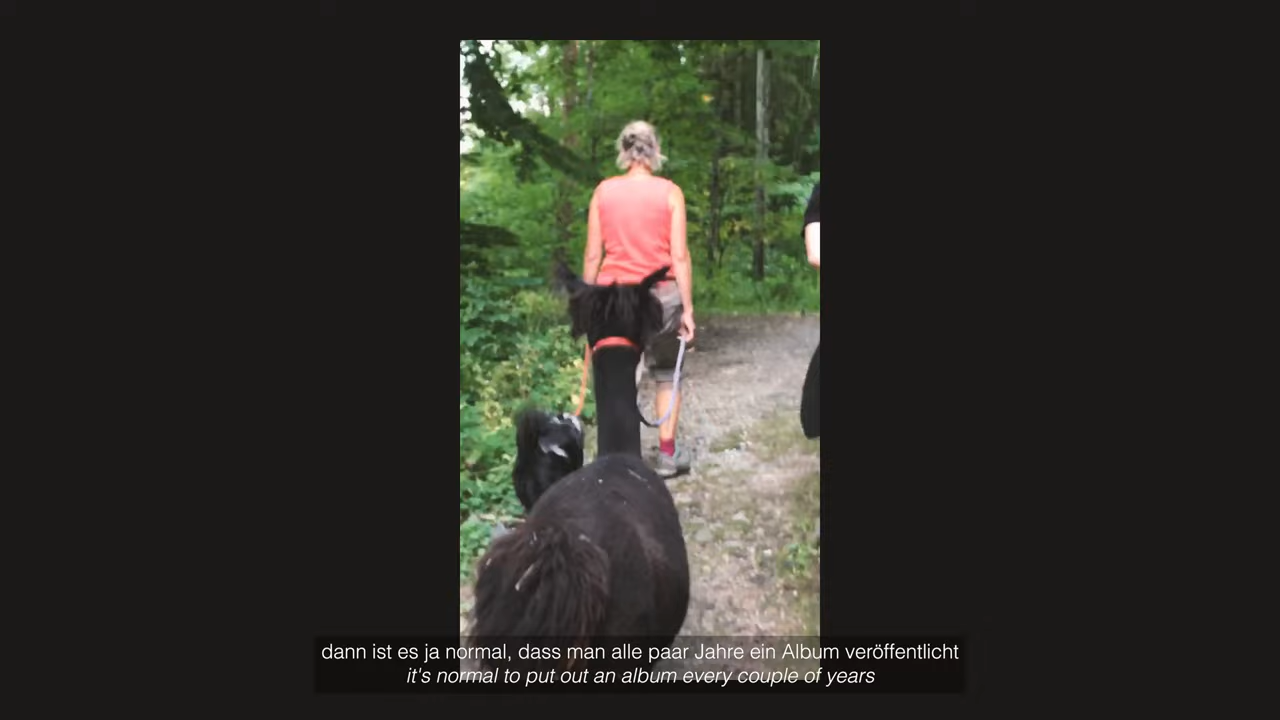 dann ist es ja normal, dass man alle paar Jahre ein Album veröffentlicht
it's normal to put out an album every couple of years